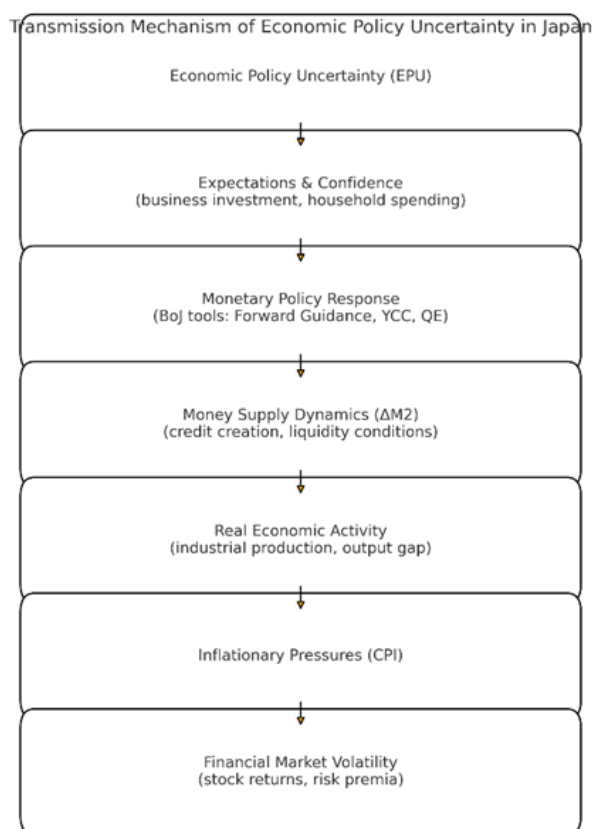 Transmission Mechanism of Economic Policy Uncertainty in Japan
Economic Policy Uncertainty (EPU)
Expectations & Confidence
(business investment, household spending)
Monetary Policy Response
(BoJ tools: Forward Guidance, YCC, QE)
Money Supply Dynamics (ΔM2)
(credit creation, liquidity conditions)
Real Economic Activity
(industrial production, output gap)
Inflationary Pressures (CPI)
Financial Market Volatility
(stock returns, risk premia)